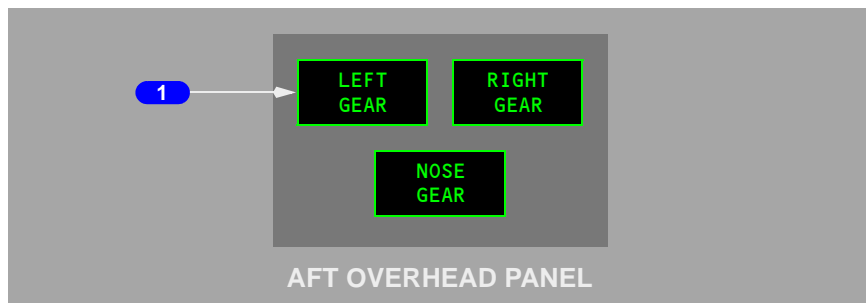 1
LEFT
GEAR
RIGHT
GEAR
NOSE
GEAR
AFT OVERHEAD PANEL